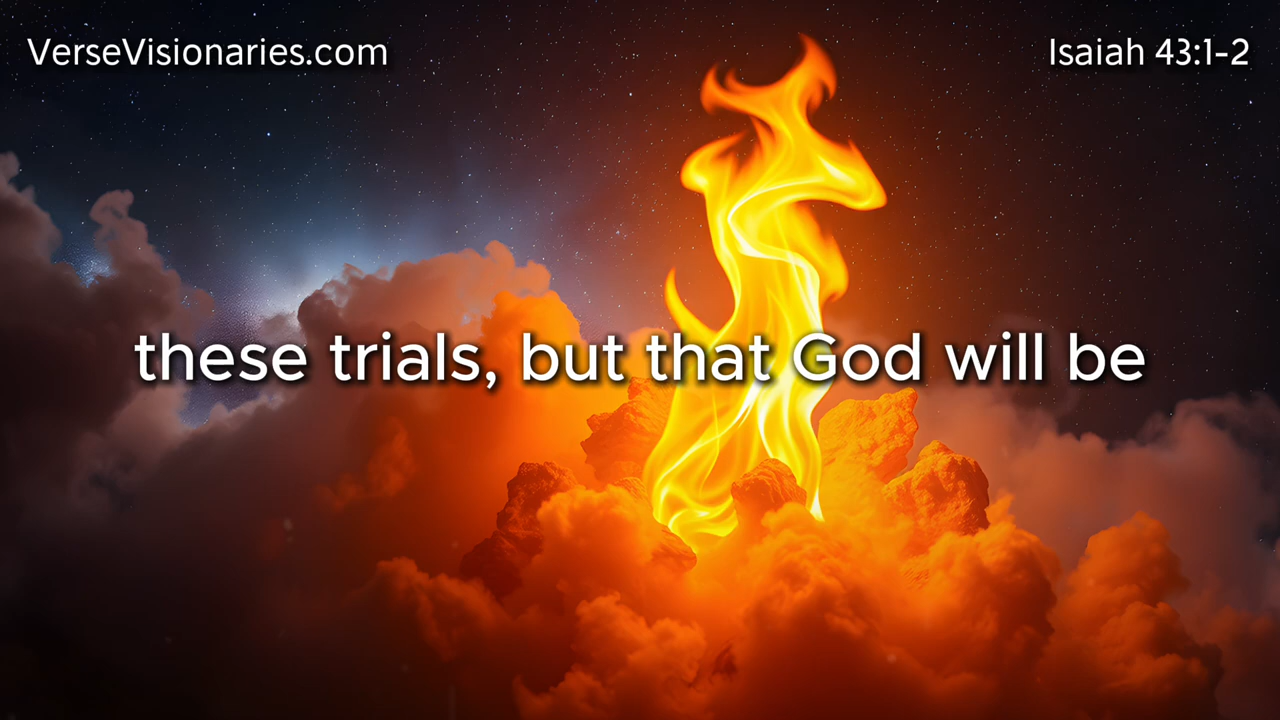 VerseVisionaries.com
Isaiah 43:1-2
these trials, but that God will be